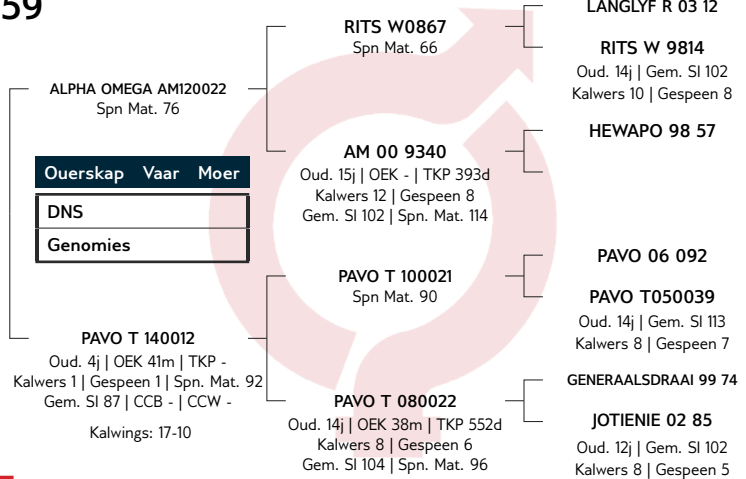 59
ALPHA OMEGA AM120022
Spn Mat. 76
Ouerskap Vaar Moer
DNS
Genomies
PAVO T 140012
Oud. 4j | OEK 41m | TKP -
Kalwers 1 | Gespeen 1 | Spn. Mat. 92
Gem. SI 87 | CCB - | CCW -
Kalwings: 17-10
RITS W0867
Spn Mat. 66
AM 00 9340
Oud. 15j | OEK - | TKP 393d
Kalwers 12 | Gespeen 8
Gem. SI 102 | Spn. Mat. 114
PAVO T 100021
Spn Mat. 90
PAVO T 080022
Oud. 14j | OEK 38m | TKP 552d
Kalwers 8 | Gespeen 6
Gem. SI 104 | Spn. Mat. 96
LANGLYF R 03 12
RITS W 9814
Oud. 14j | Gem. SI 102
Kalwers 10 | Gespeen 8
HEWAPO 98 57
PAVO 06 092
PAVO T050039
Oud. 14j | Gem. SI 113
Kalwers 8 | Gespeen 7
GENERAALSDRAAI 99 74
JOTIENIE 02 85
Oud. 12j | Gem. SI 102
Kalwers 8 | Gespeen 5